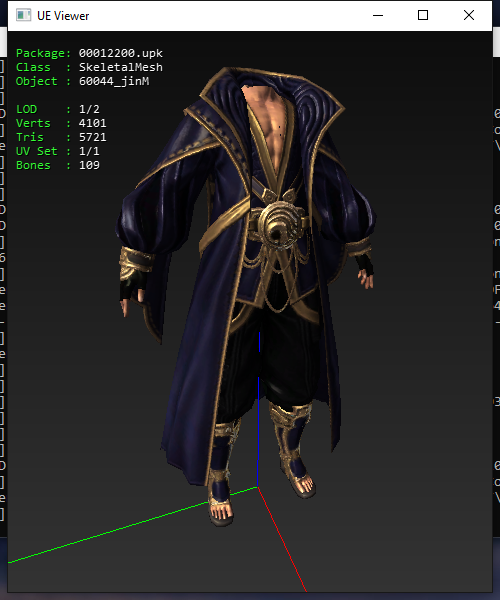 UE Viewer
Package: 00012200.upk
Class : SkeletalMesh
Object : 60044_jinM
LOD : 1/2
Verts : 4101
Tris : 5721
UV Set : 1/1
Bones : 109